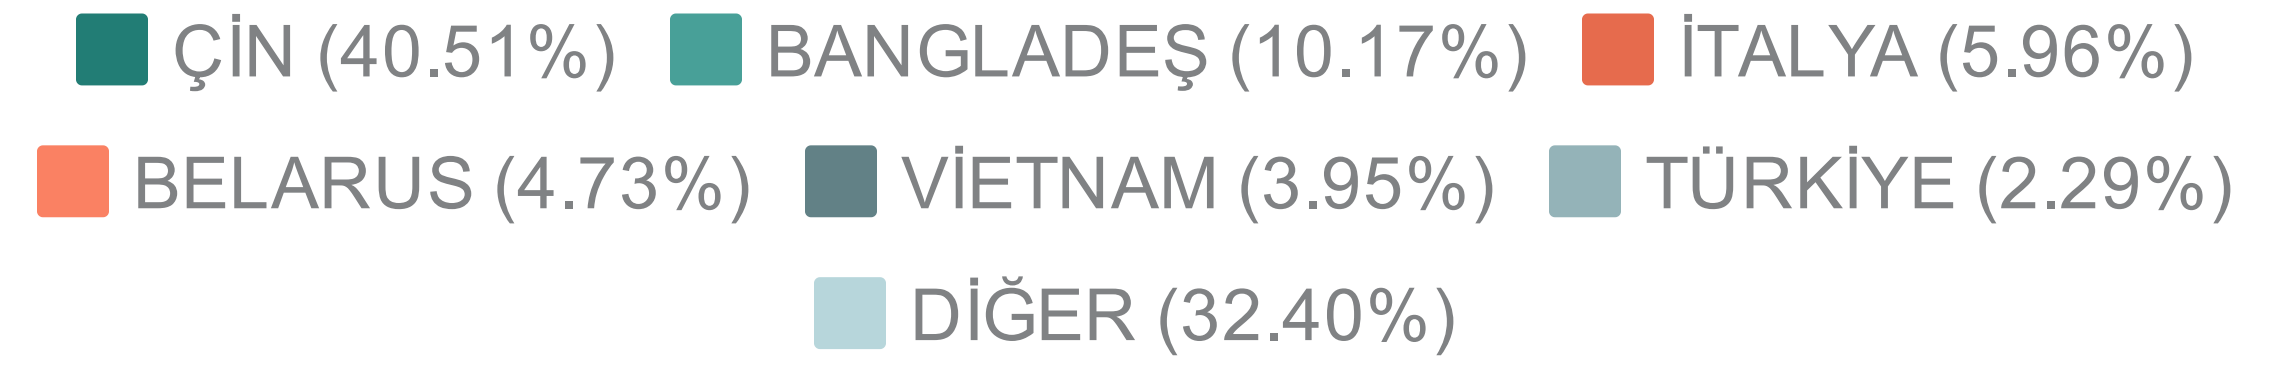 ÇİN (40.51%) BANGLADEŞ (10.17%) İTALYA (5.96%)
BELARUS (4.73%) VİETNAM (3.95%) TÜRKİYE (2.29%)
DİĞER (32.40%)